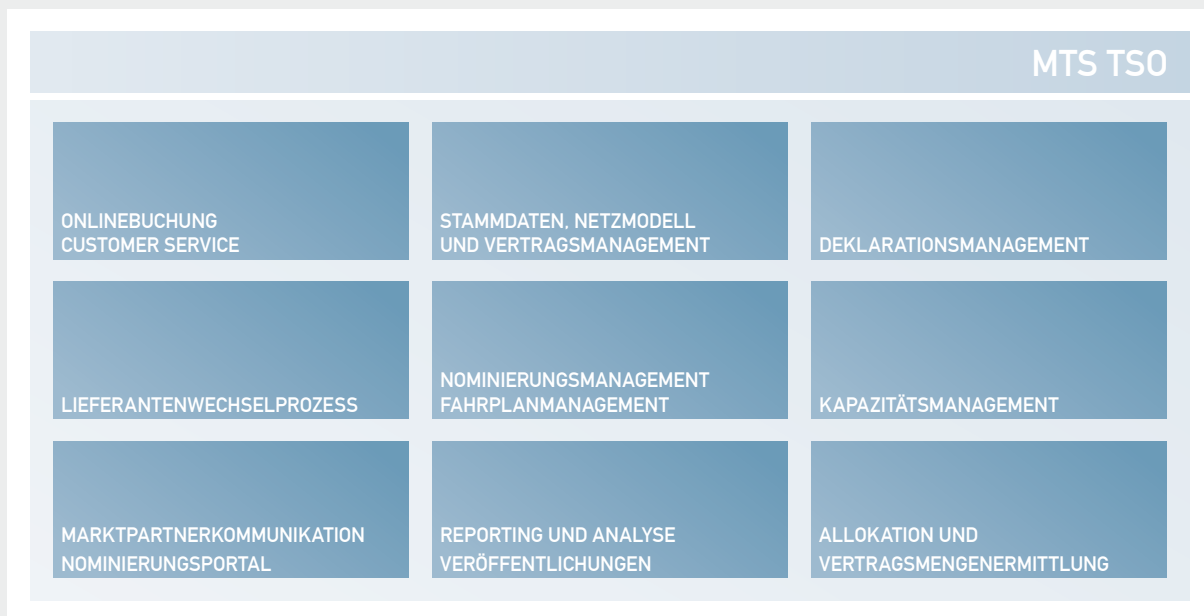 MTS TSO
ONLINEBUCHUNG
CUSTOMER SERVICE
STAMMDATEN, NETZMODELL
UND VERTRAGSMANAGEMENT
DEKLARATIONSMANAGEMENT
LIEFERANTENWECHSELPROZESS
NOMINIERUNGSMANAGEMENT
FAHRPLANMANAGEMENT
KAPAZITÄTSMANAGEMENT
MARKTPARTNERKOMMUNIKATION
NOMINIERUNGSPORTAL
REPORTING UND ANALYSE
VERÖFFENTLICHUNGEN
ALLOKATION UND
VERTRAGSMENGENERMITTLUNG